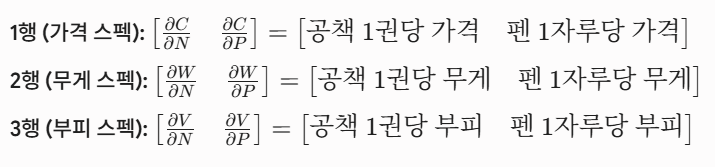 1행 (가격 스펙): [∂C/∂N ∂C/∂P] = [공책 1권당 가격 펜 1자루당 가격]
2행 (무게 스펙): [∂W/∂N ∂W/∂P] = [공책 1권당 무게 펜 1자루당 무게]
3행 (부피 스펙): [∂V/∂N ∂V/∂P] = [공책 1권당 부피 펜 1자루당 부피]